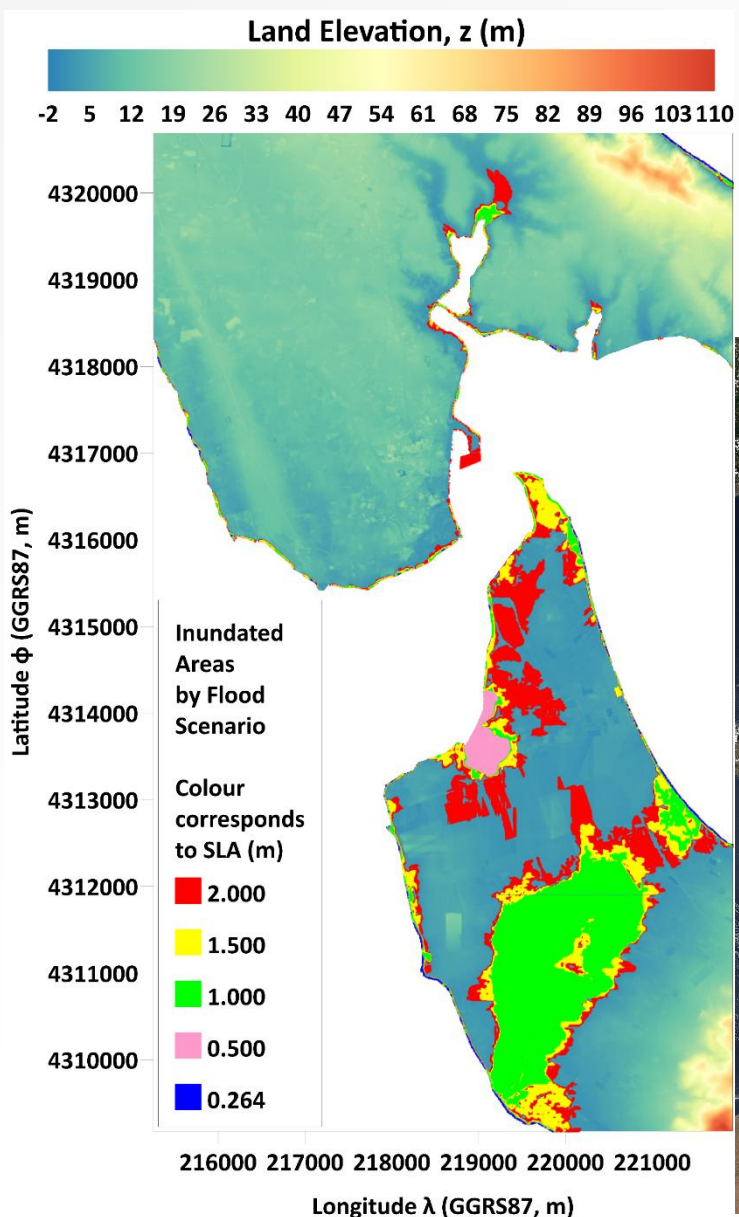 Land Elevation, z (m)
-2 5 12 19 26 33 40 47 54 61 68 75 82 89 96 103 110
4320000
4319000
4318000
4317000
4316000
4315000
4314000
4313000
4312000
4311000
4310000
Latitude ϕ (GGRS87, m)
Inundated
Areas
by Flood
Scenario
Colour
corresponds
to SLA (m)
2.000
1.500
1.000
0.500
0.264
216000 217000 218000 219000 220000 221000
Longitude λ (GGRS87, m)